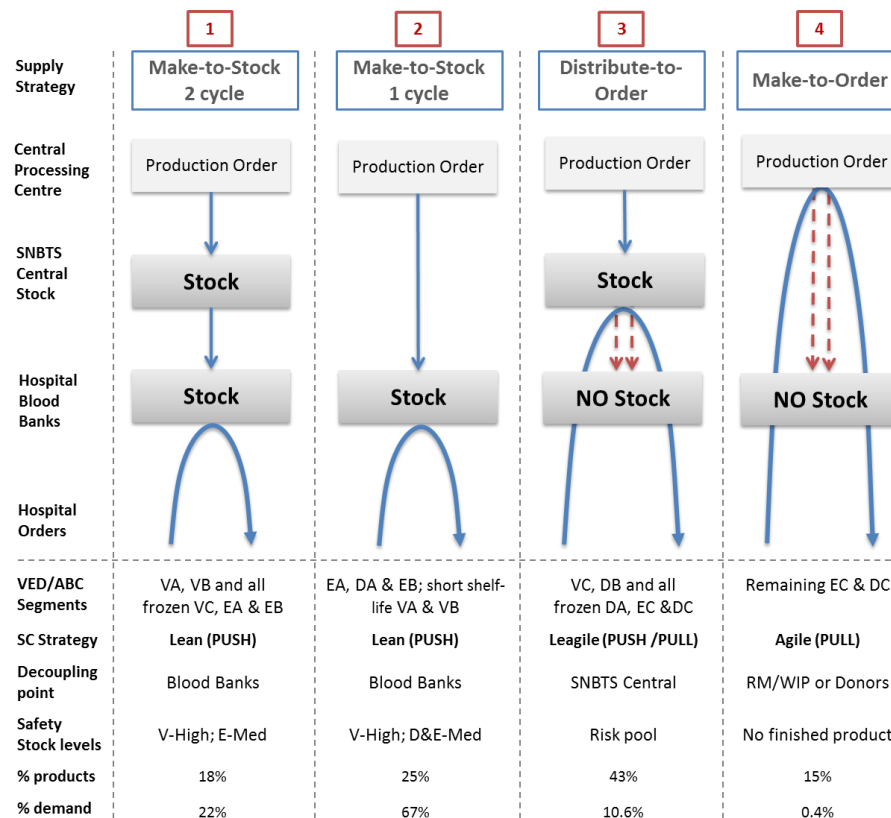 1 2 3 4
Supply
Strategy
Make-to-Stock
2 cycle
Make-to-Stock
1 cycle
Distribute-to-
Order
Make-to-Order
Central
Processing
Centre
Production Order Production Order Production Order Production Order
SNBTS
Central
Stock
Stock Stock
Hospital
Blood
Banks
Stock Stock NO Stock NO Stock
Hospital
Orders
VED/ABC
Segments
VA, VB and all
frozen VC, EA & EB
EA, DA & EB; short shelf-
life VA & VB
VC, DB and all
frozen DA, EC &DC
Remaining EC & DC
SC Strategy Lean (PUSH) Lean (PUSH) Leagile (PUSH /PULL) Agile (PULL)
Decoupling
point
Blood Banks Blood Banks SNBTS Central RM/WIP or Donors
Safety
Stock levels
V-High; E-Med V-High; D&E-Med Risk pool No finished product
% products 18% 25% 43% 15%
% demand 22% 67% 10.6% 0.4%